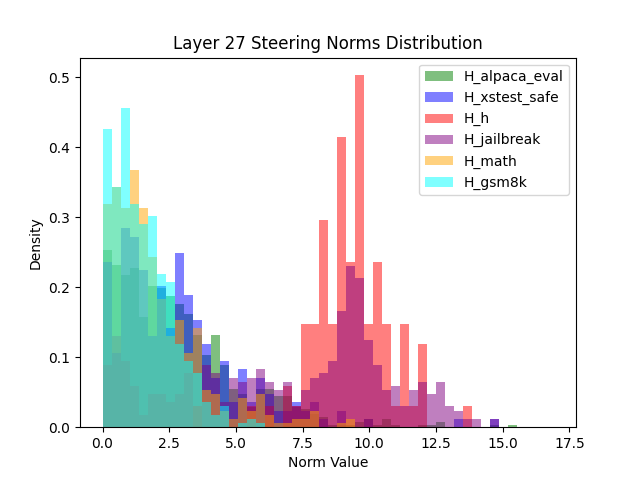 Layer 27 Steering Norms Distribution
H_alpaca_eval
H_xstest_safe
H_h
H_jailbreak
H_math
H_gsm8k
Density
0.5
0.4
0.3
0.2
0.1
0.0
0.0 2.5 5.0 7.5 10.0 12.5 15.0 17.5
Norm Value